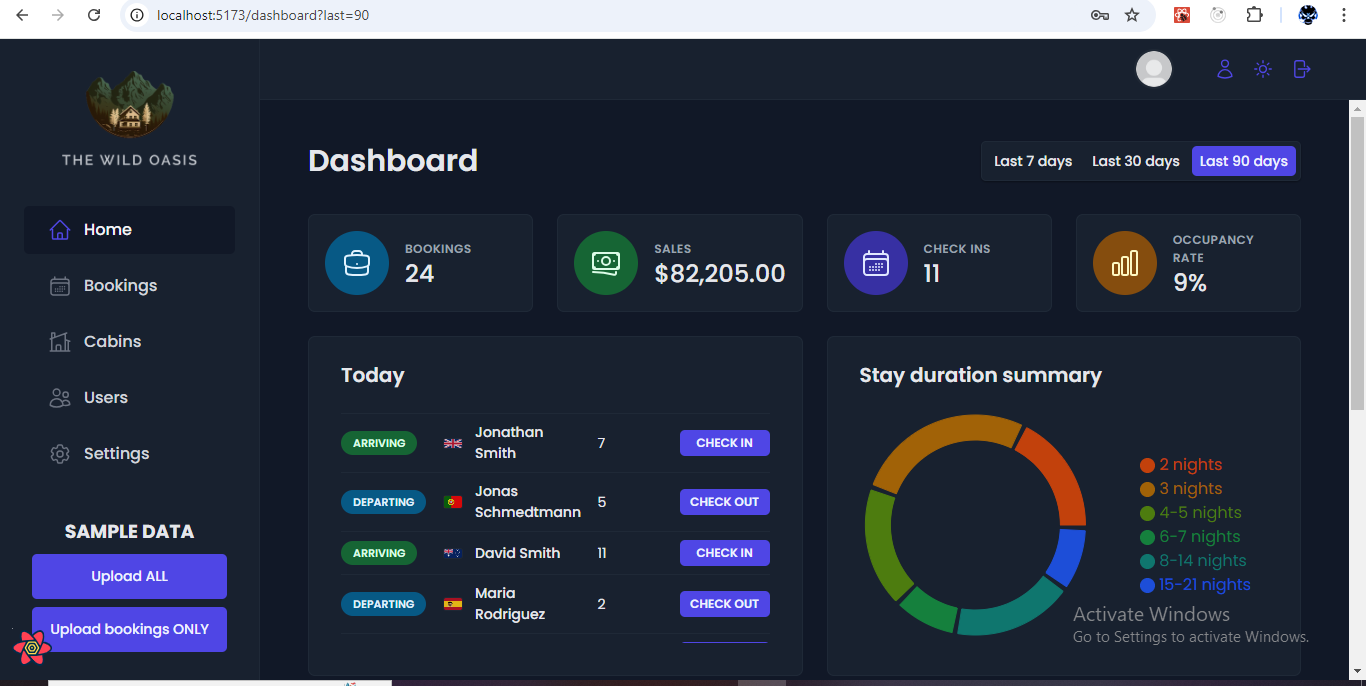 localhost:5173/dashboard?last=90
THE WILD OASIS
Home
Bookings
Cabins
Users
Settings
SAMPLE DATA
Upload ALL
Upload bookings ONLY
Dashboard
Last 7 days Last 30 days Last 90 days
BOOKINGS
24
SALES
$82,205.00
CHECK INS
11
OCCUPANCY
RATE
9%
Today
ARRIVING Jonathan
Smith 7 CHECK IN
DEPARTING Jonas
Schmedtmann 5 CHECK OUT
ARRIVING David Smith 11 CHECK IN
DEPARTING Maria
Rodriguez 2 CHECK OUT
Stay duration summary
2 nights
3 nights
4-5 nights
6-7 nights
8-14 nights
15-21 nights
Activate Windows
Go to Settings to activate Windows.